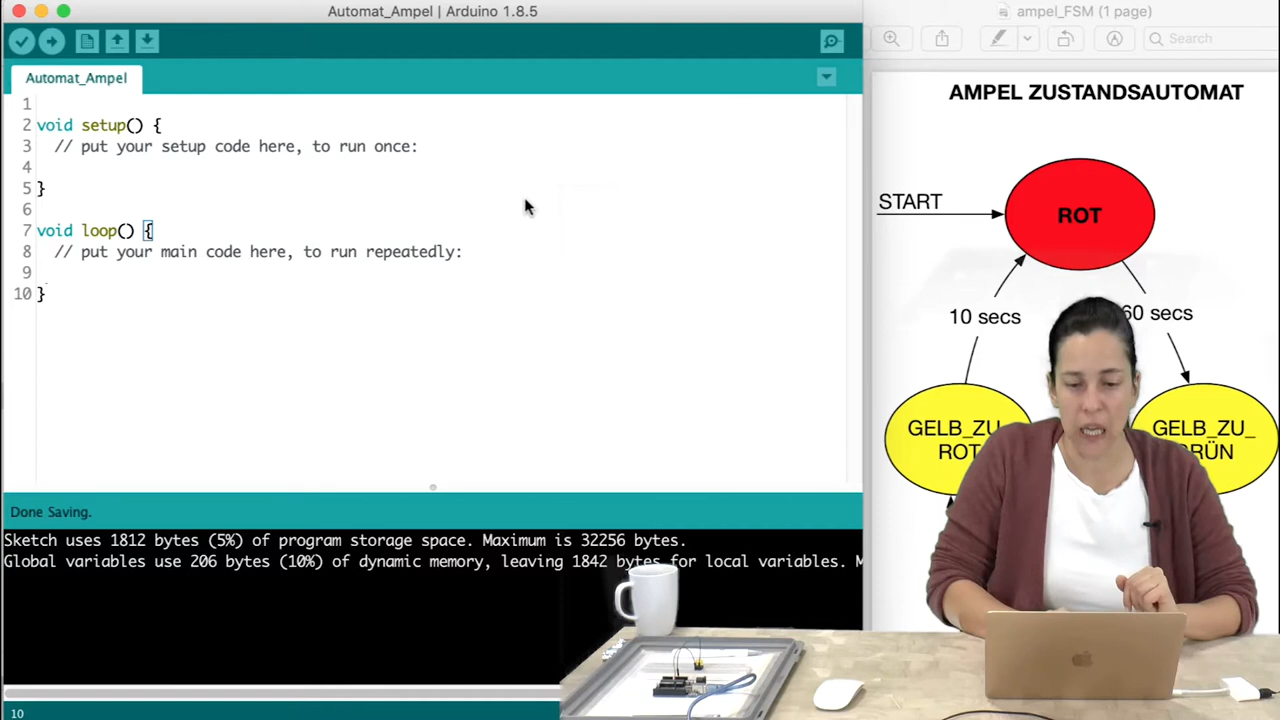 Automat_Ampel | Arduino 1.8.5
Automat_Ampel
1
2 void setup() {
3 // put your setup code here, to run once:
4
5 }
6
7 void loop() {
8 // put your main code here, to run repeatedly:
9
10 }
Done Saving.
Sketch uses 1812 bytes (5%) of program storage space. Maximum is 32256 bytes.
Global variables use 206 bytes (10%) of dynamic memory, leaving 1842 bytes for local variables. M
10
ampel_FSM (1 page)
Search
AMPEL ZUSTANDSAUTOMAT
START
ROT
10 secs
60 secs
GELB_ZU_
ROT
GELB_ZU_
GRÜN